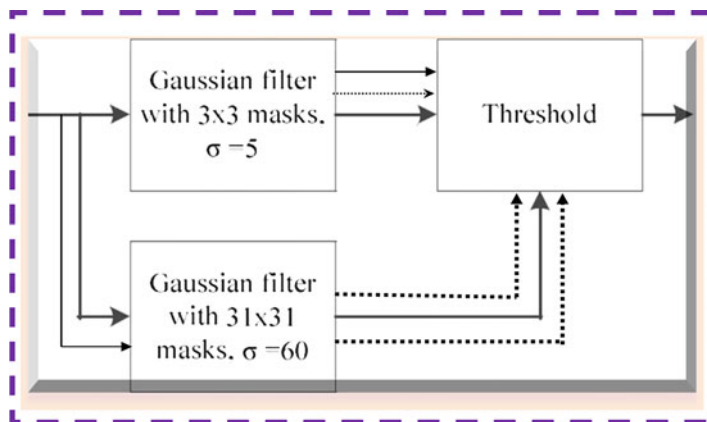 Gaussian filter
with 3x3 masks.
σ =5
Threshold
Gaussian filter
with 31x31
masks. σ =60